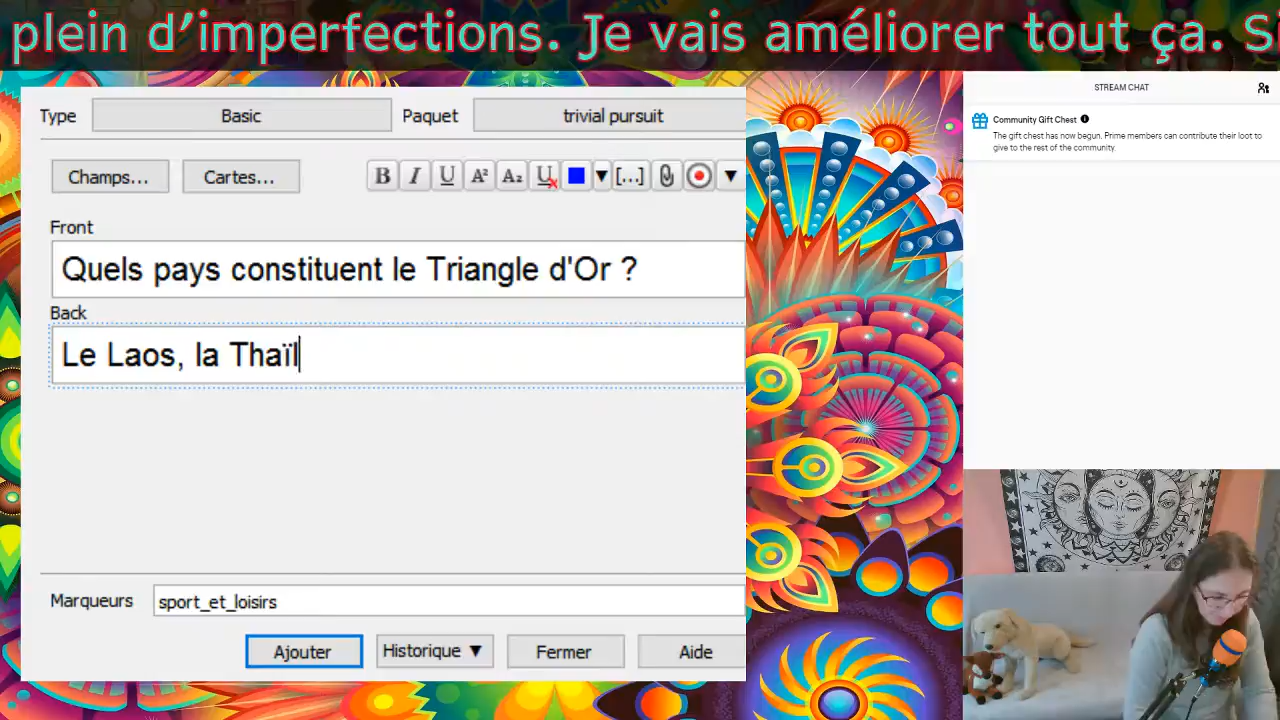 plein d’imperfections. Je vais améliorer tout ça. Si
Type Basic Paquet trivial pursuit
Champs... Cartes... B I U A² A₂ U [...]
Front
Quels pays constituent le Triangle d'Or ?
Back
Le Laos, la Thaïl
Marqueurs sport_et_loisirs
Ajouter Historique ▼ Fermer Aide
STREAM CHAT
Community Gift Chest
The gift chest has now begun. Prime members can contribute their loot to
give to the rest of the community.